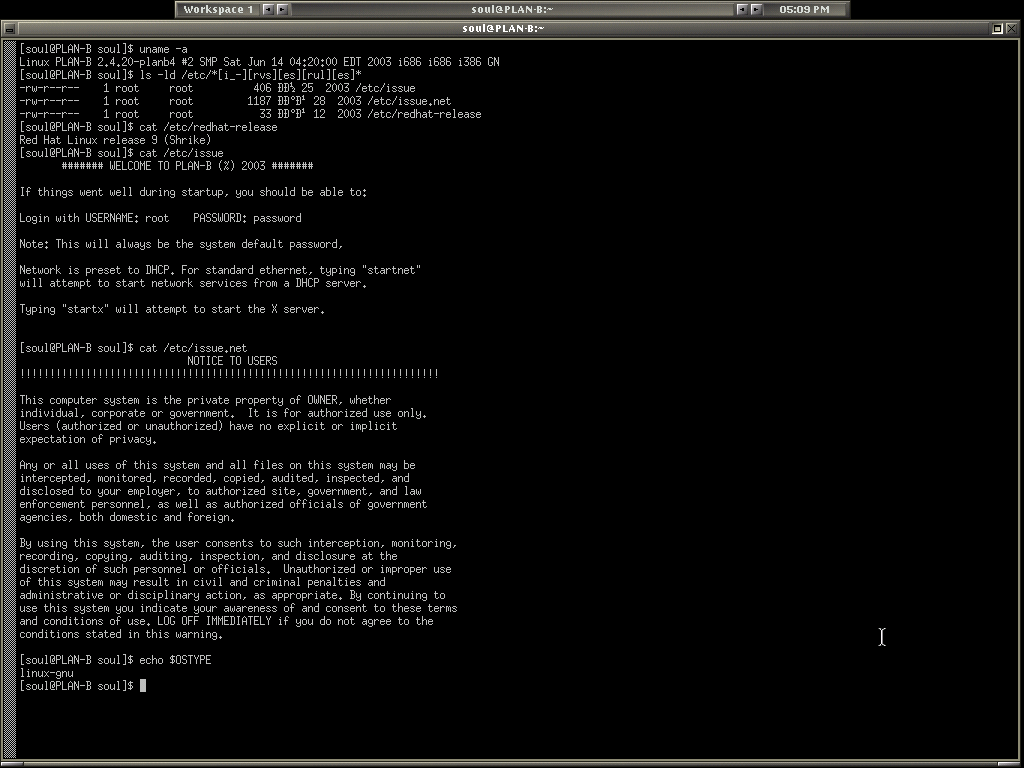 Workspace 1 soul@PLAN-B:~ 05:09 PM
soul@PLAN-B:~
[soul@PLAN-B soul]$ uname -a
Linux PLAN-B 2.4.20-planb4 #2 SMP Sat Jun 14 04:20:00 EDT 2003 i686 i686 i386 GN
[soul@PLAN-B soul]$ ls -ld /etc/*[i_-][rvs][es][rul][es]*
-rw-r--r-- 1 root root 406 25 2003 /etc/issue
-rw-r--r-- 1 root root 1187 28 2003 /etc/issue.net
-rw-r--r-- 1 root root 33 12 2003 /etc/redhat-release
[soul@PLAN-B soul]$ cat /etc/redhat-release
Red Hat Linux release 9 (Shrike)
[soul@PLAN-B soul]$ cat /etc/issue
####### WELCOME TO PLAN-B (%) 2003 #######
If things went well during startup, you should be able to:
Login with USERNAME: root PASSWORD: password
Note: This will always be the system default password,
Network is preset to DHCP. For standard ethernet, typing "startnet"
will attempt to start network services from a DHCP server.
Typing "startx" will attempt to start the X server.
[soul@PLAN-B soul]$ cat /etc/issue.net
NOTICE TO USERS
!!!!!!!!!!!!!!!!!!!!!!!!!!!!!!!!!!!!!!!!!!!!!!!!!!!!!!!!!!!!!!!!!!!!!!
This computer system is the private property of OWNER, whether
individual, corporate or government.  It is for authorized use only.
Users (authorized or unauthorized) have no explicit or implicit
expectation of privacy.
Any or all uses of this system and all files on this system may be
intercepted, monitored, recorded, copied, audited, inspected, and
disclosed to your employer, to authorized site, government, and law
enforcement personnel, as well as authorized officials of government
agencies, both domestic and foreign.
By using this system, the user consents to such interception, monitoring,
recording, copying, auditing, inspection, and disclosure at the
discretion of such personnel or officials.  Unauthorized or improper use
of this system may result in civil and criminal penalties and
administrative or disciplinary action, as appropriate. By continuing to
use this system you indicate your awareness of and consent to these terms
and conditions of use. LOG OFF IMMEDIATELY if you do not agree to the
conditions stated in this warning.
[soul@PLAN-B soul]$ echo $OSTYPE
linux-gnu
[soul@PLAN-B soul]$